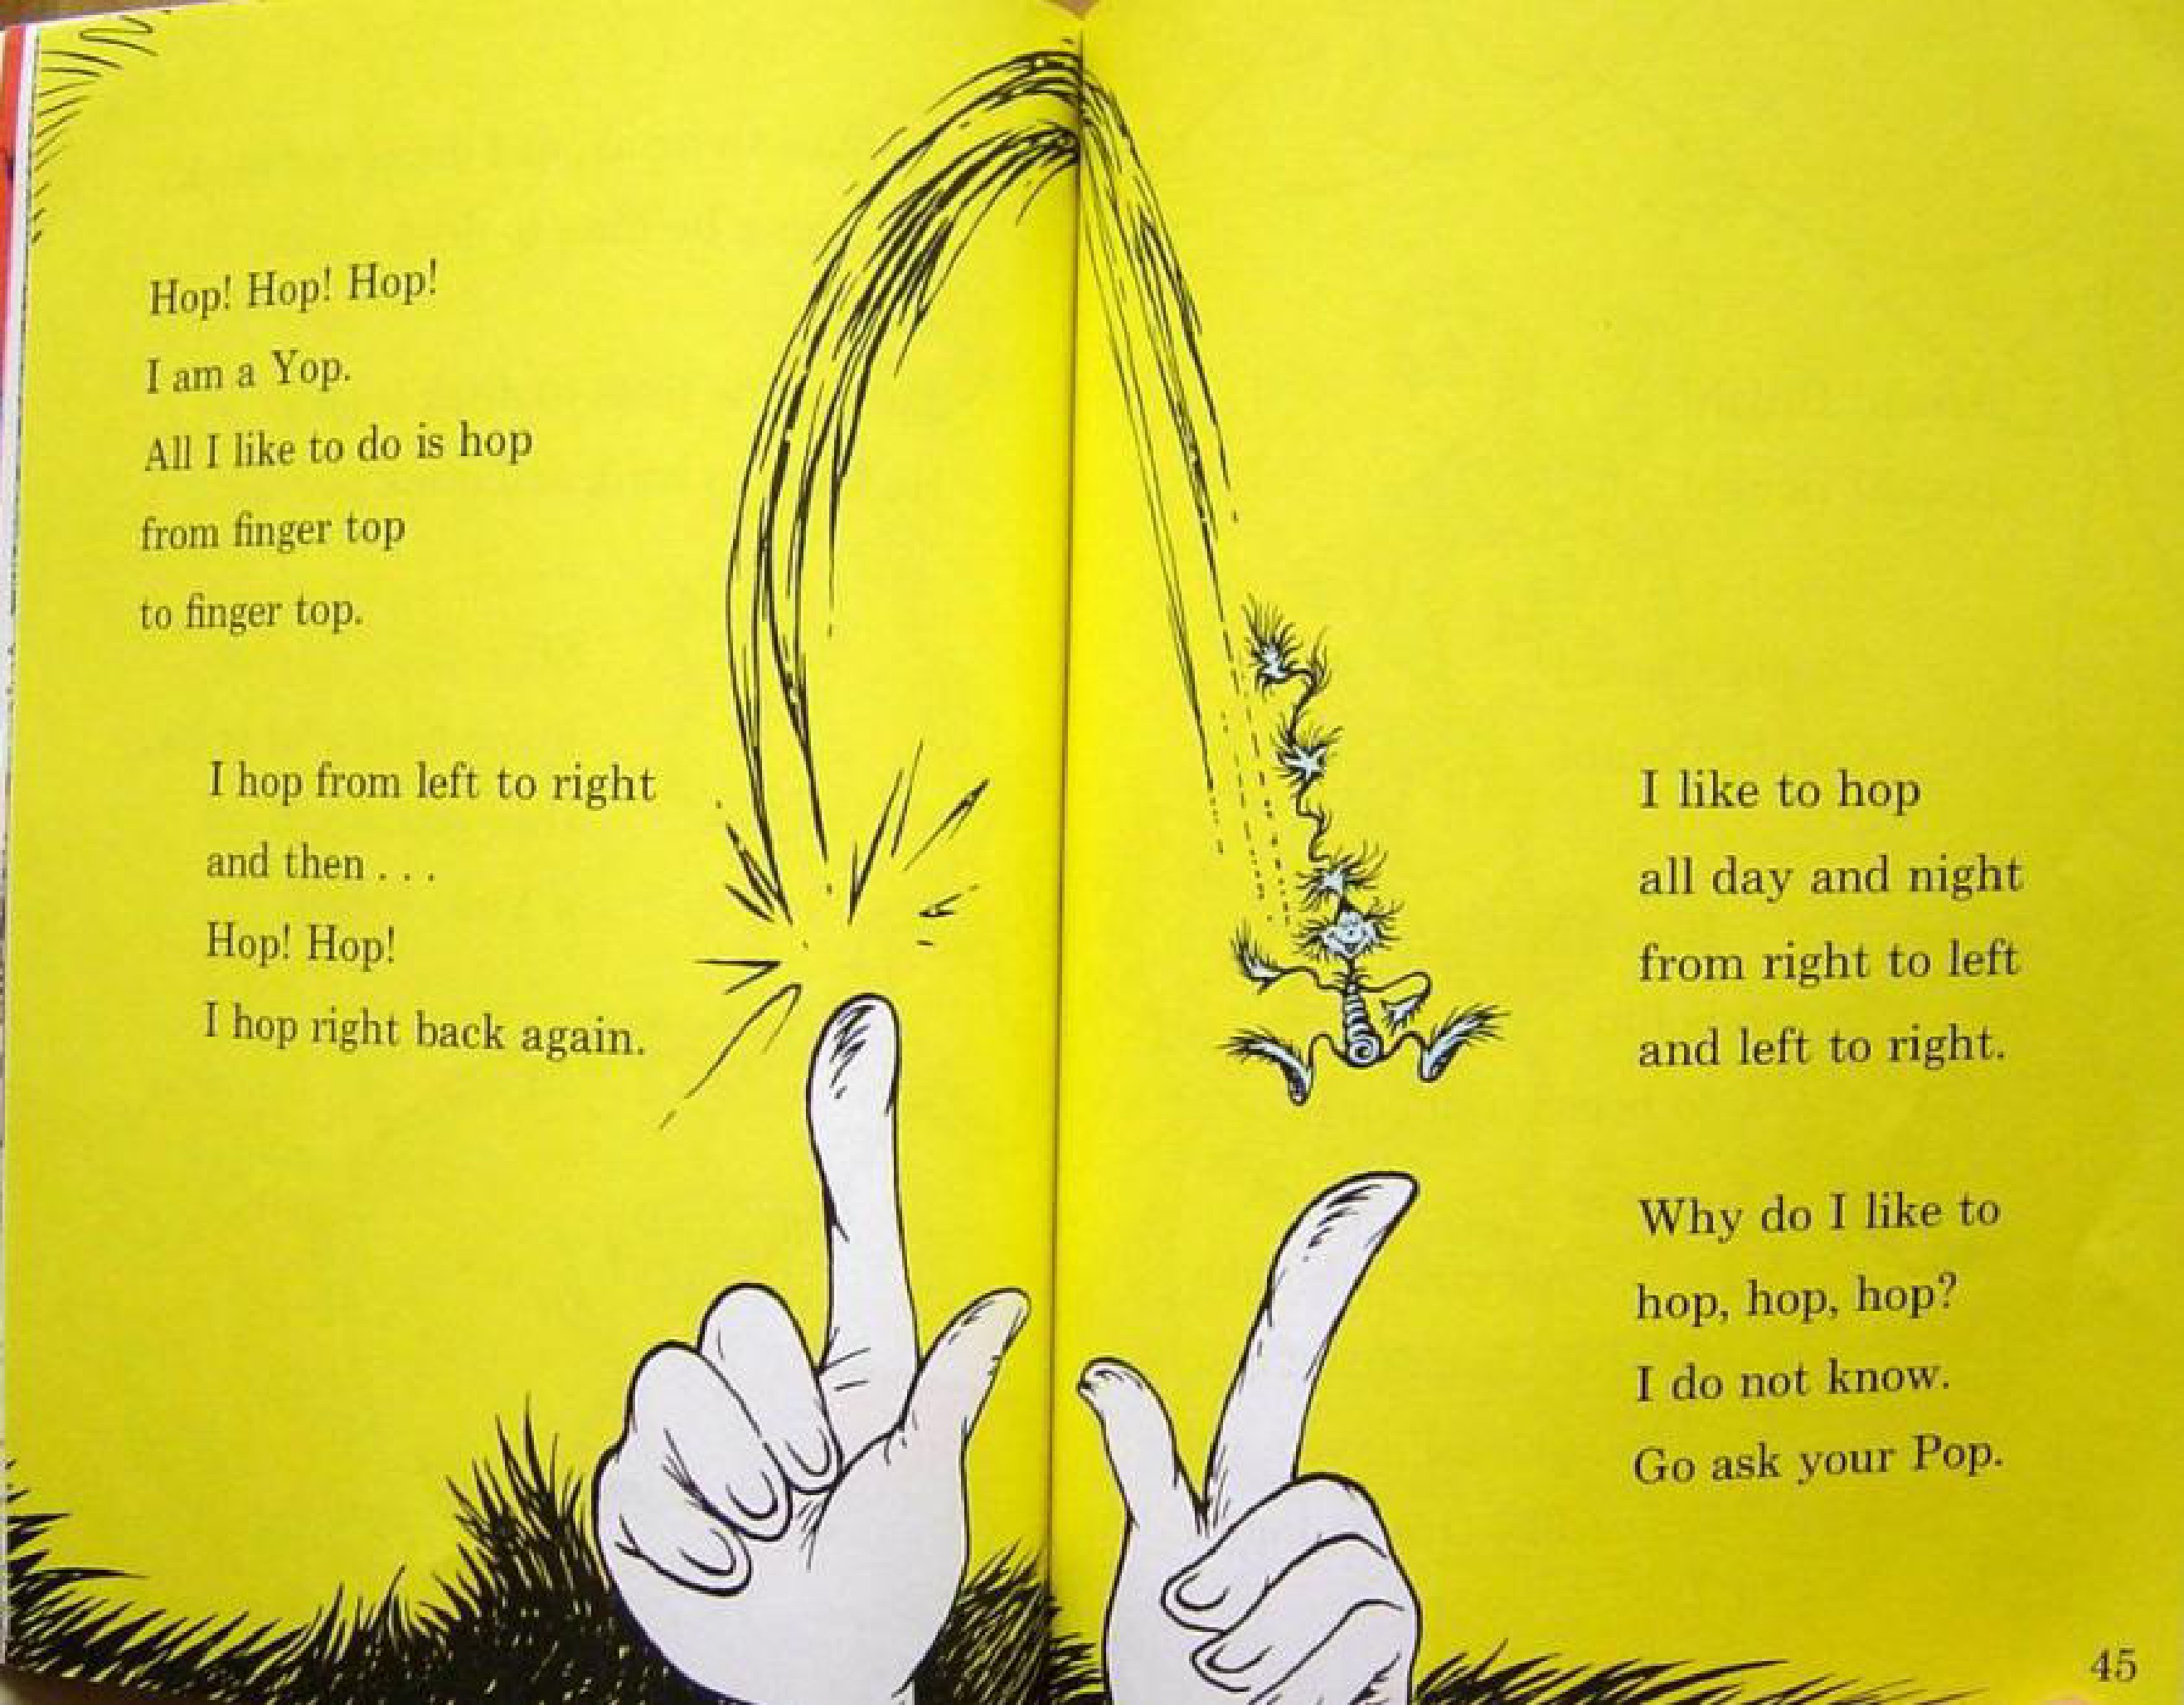 Hop! Hop! Hop!
I am a Yop.
All I like to do is hop
from finger top
to finger top.
I hop from left to right
and then . . .
Hop! Hop!
I hop right back again.
I like to hop
all day and night
from right to left
and left to right.
Why do I like to
hop, hop, hop?
I do not know.
Go ask your Pop.
45